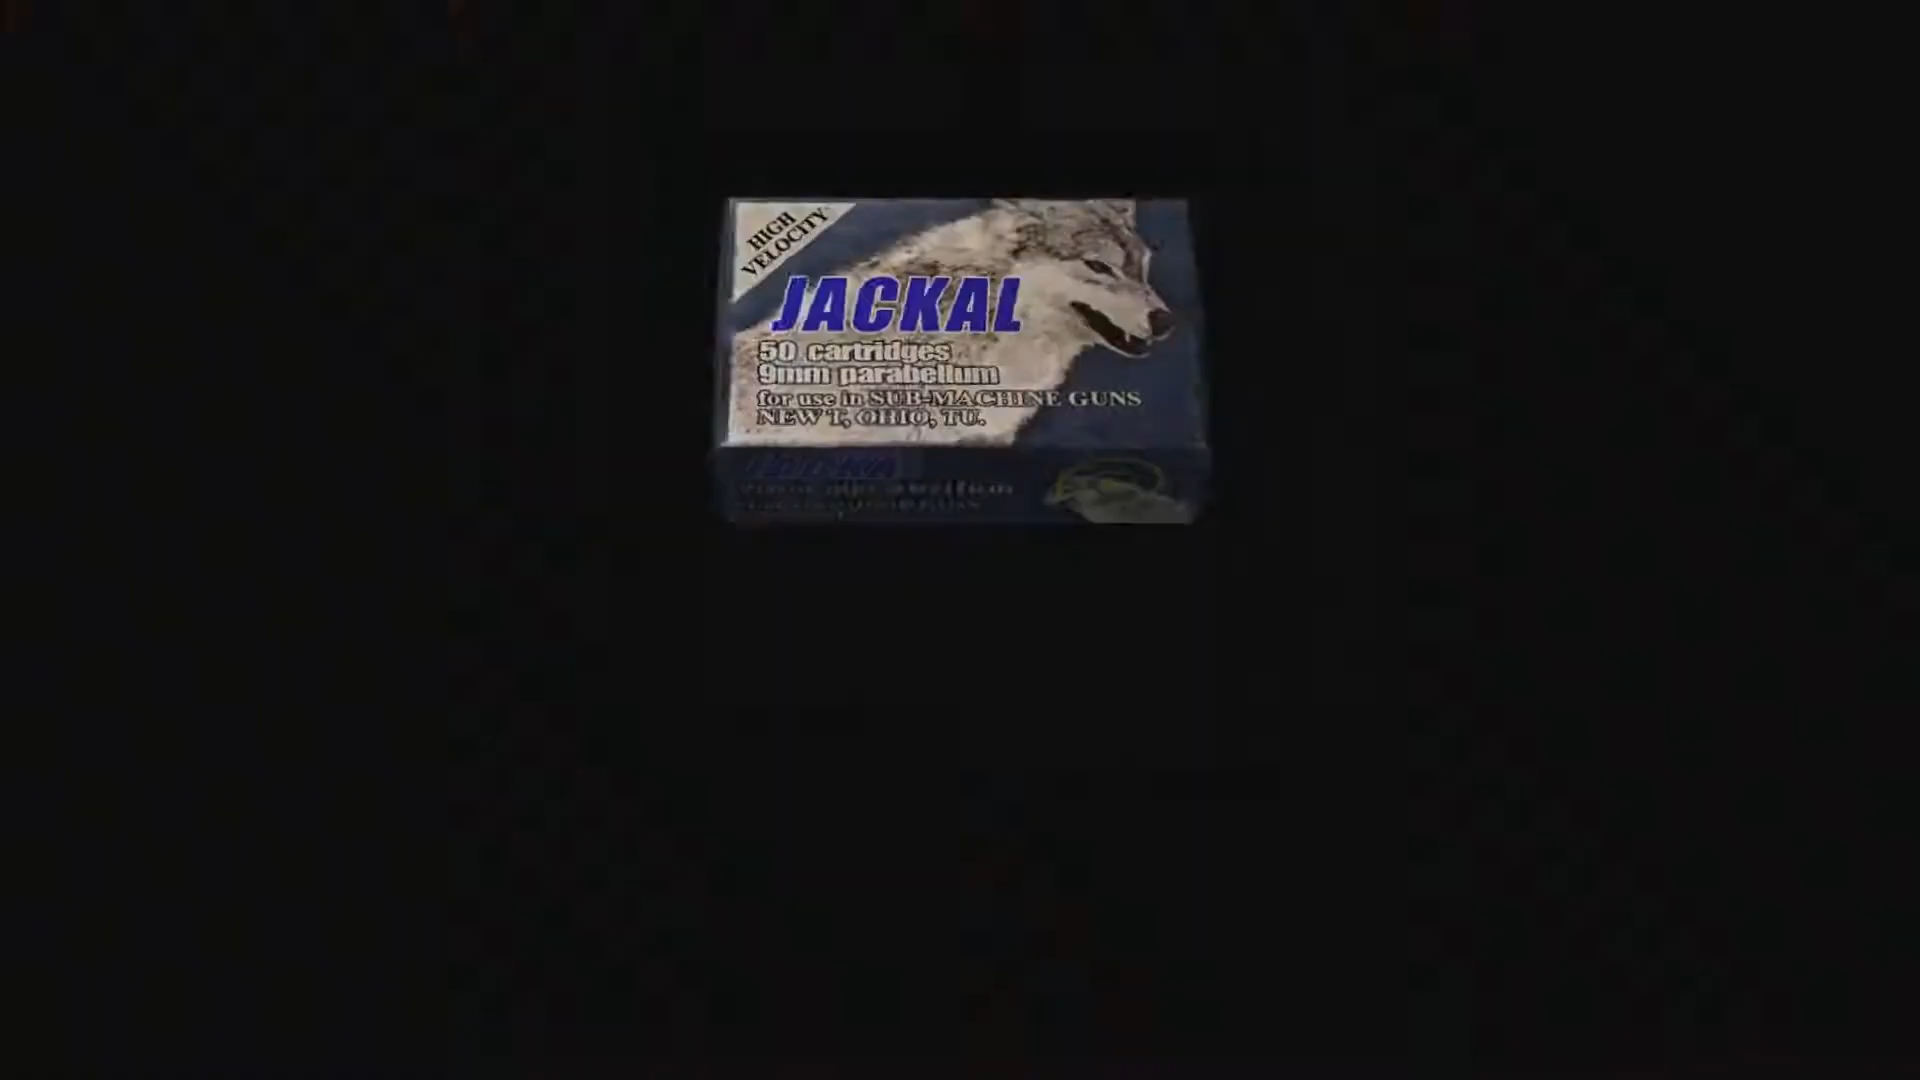 HIGH
VELOCITY
JACKAL
50 cartridges
9mm parabellum
for use in SUB-MACHINE GUNS
NEW T, OHIO, TU.